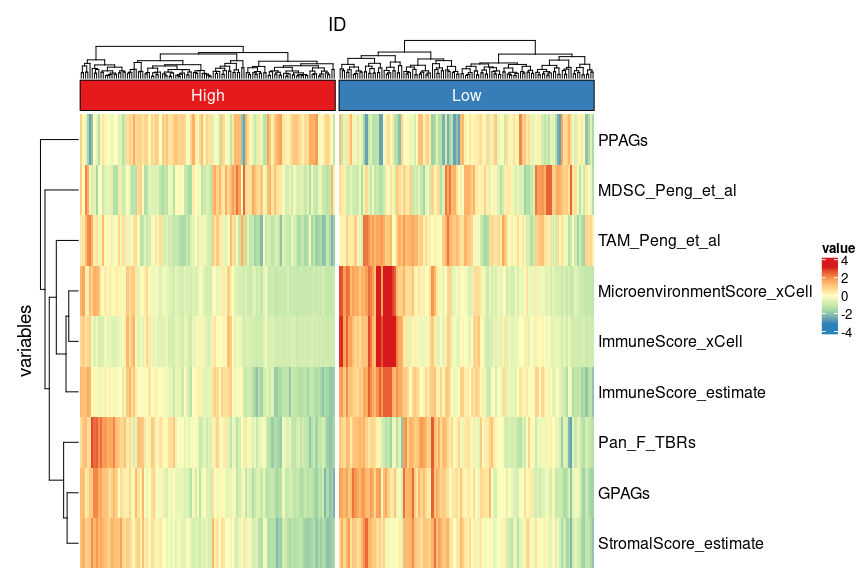 ID
High
Low
PPAGs
MDSC_Peng_et_al
TAM_Peng_et_al
MicroenvironmentScore_xCell
ImmuneScore_xCell
ImmuneScore_estimate
Pan_F_TBRs
GPAGs
StromalScore_estimate
variables
value
4
2
0
-2
-4